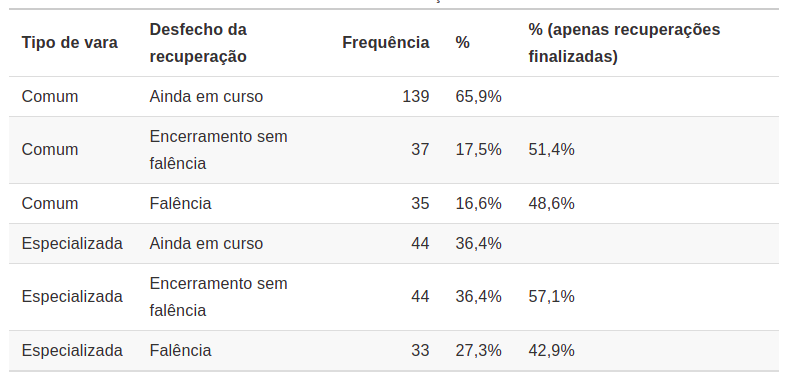 Tipo de vara Desfecho da recuperação Frequência % % (apenas recuperações finalizadas)
Comum Ainda em curso 139 65,9%
Comum Encerramento sem falência 37 17,5% 51,4%
Comum Falência 35 16,6% 48,6%
Especializada Ainda em curso 44 36,4%
Especializada Encerramento sem falência 44 36,4% 57,1%
Especializada Falência 33 27,3% 42,9%